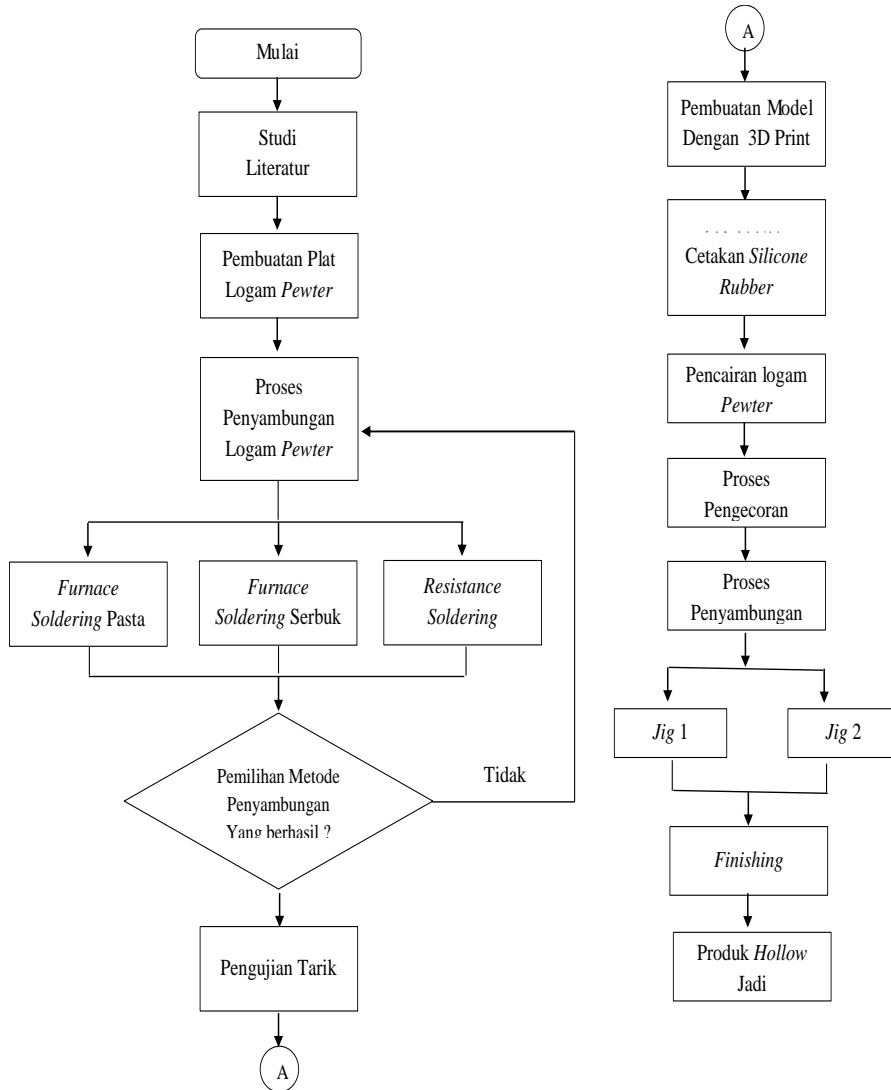 Mulai
Studi
Literatur
Pembuatan Plat
Logam Pewter
Proses
Penyambungan
Logam Pewter
Furnace
Soldering Pasta
Furnace
Soldering Serbuk
Resistance
Soldering
Pemilihan Metode
Penyambungan
Yang berhasil ?
Tidak
Pengujian Tarik
A
A
Pembuatan Model
Dengan 3D Print
Cetakan Silicone
Rubber
Pencairan logam
Pewter
Proses
Pengecoran
Proses
Penyambungan
Jig 1
Jig 2
Finishing
Produk Hollow
Jadi